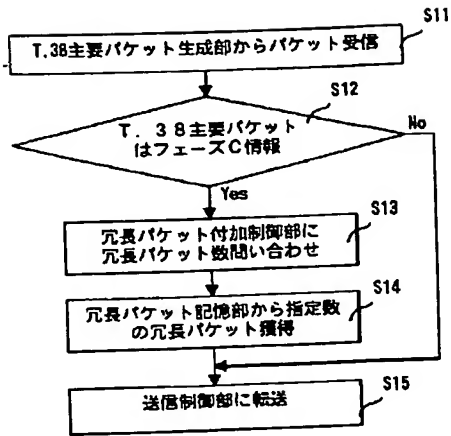 S11
T.38主要パケット生成部からパケット受信
S12
T．３８主要パケット
はフェーズＣ情報
No
Yes
S13
冗長パケット付加制御部に
冗長パケット数問い合わせ
S14
冗長パケット記憶部から指定数
の冗長パケット獲得
S15
送信制御部に転送